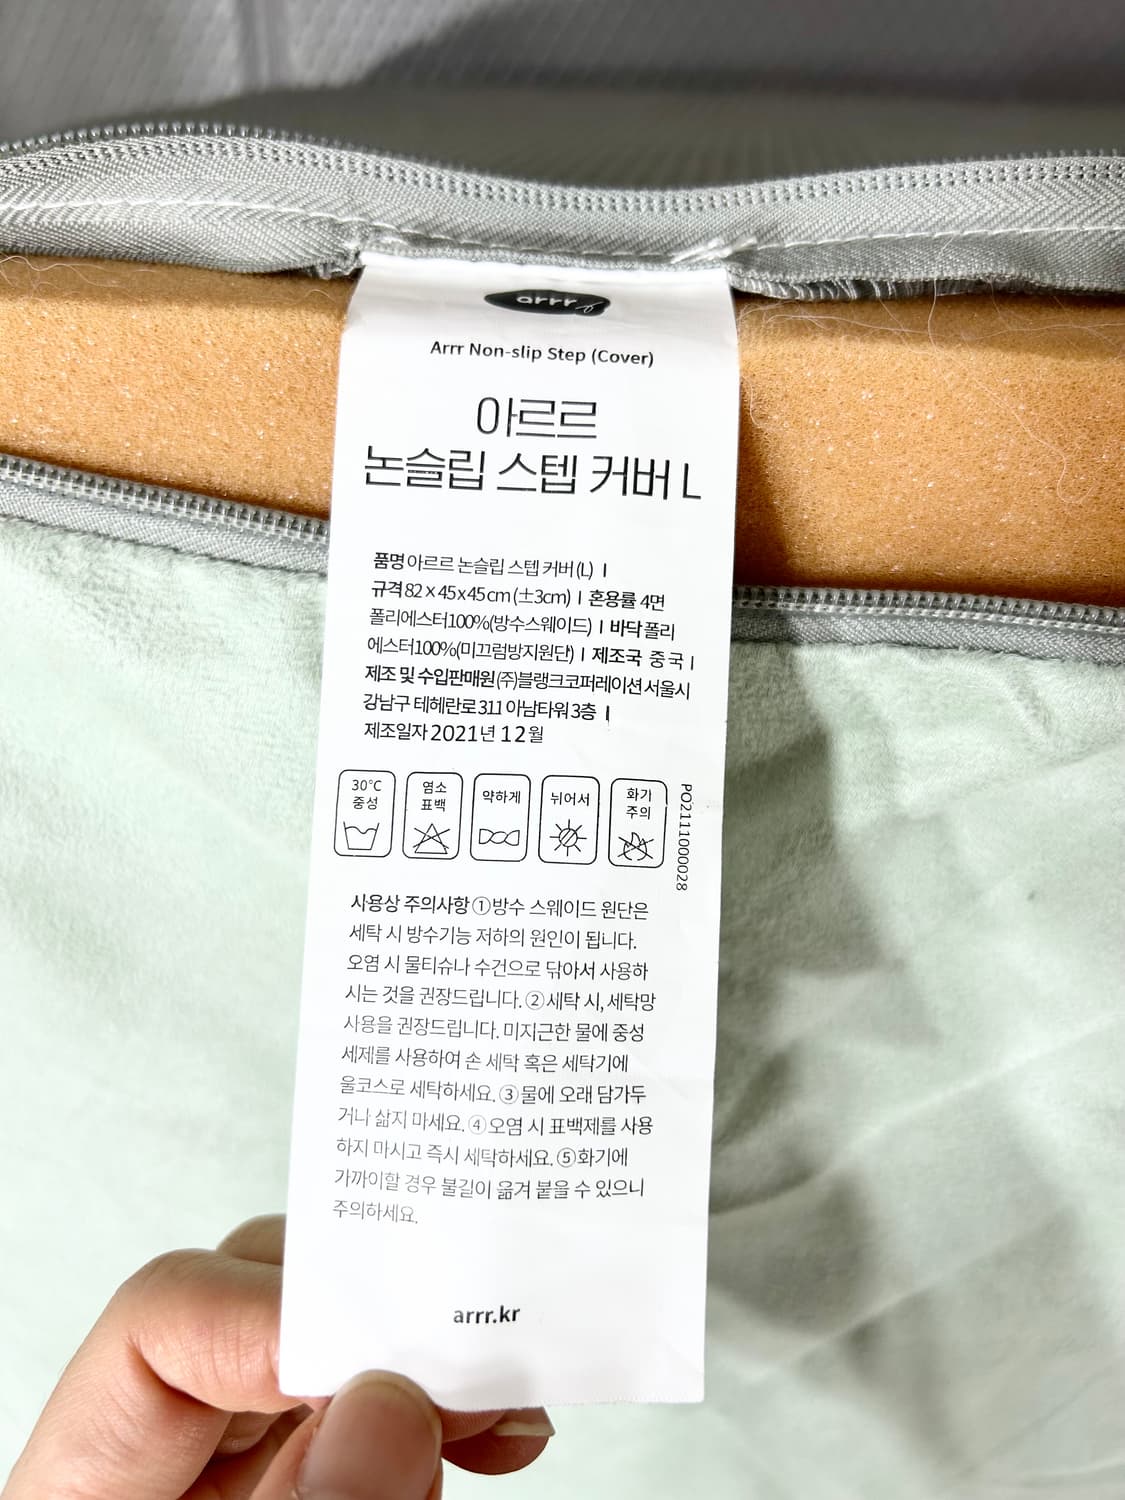 arrr
Arrr Non-slip Step (Cover)
아르르
논슬립 스텝 커버 L
품명 아르르 논슬립 스텝 커버 (L) I
규격 82 x 45 x 45 cm (±3cm) I 혼용률 4면
폴리에스터100%(방수스웨이드) I 바닥 폴리
에스터100%(미끄럼방지원단) I 제조국 중국 I
제조 및 수입판매원 (주)블랭크코퍼레이션 서울시
강남구 테헤란로 311 아남타워 3층 I
제조일자 2021년 12월
30°C
중성
염소
표백
약하게
뉘어서
화기
주의
PO2111000028
시용상 주의사항 ①방수 스웨이드 원단은
세탁 시 방수기능 저하의 원인이 됩니다.
오염 시 물티슈나 수건으로 닦아서 사용하
시는 것을 권장드립니다. ②세탁 시, 세탁망
사용을 권장드립니다. 미지근한 물에 중성
세제를 사용하여 손 세탁 혹은 세탁기에
울코스로 세탁하세요. ③물에 오래 담가두
거나 삶지 마세요. ④오염 시 표백제를 사용
하지 마시고 즉시 세탁하세요. ⑤화기에
가까이할 경우 불길이 옮겨 붙을 수 있으니
주의하세요.
arrr.kr